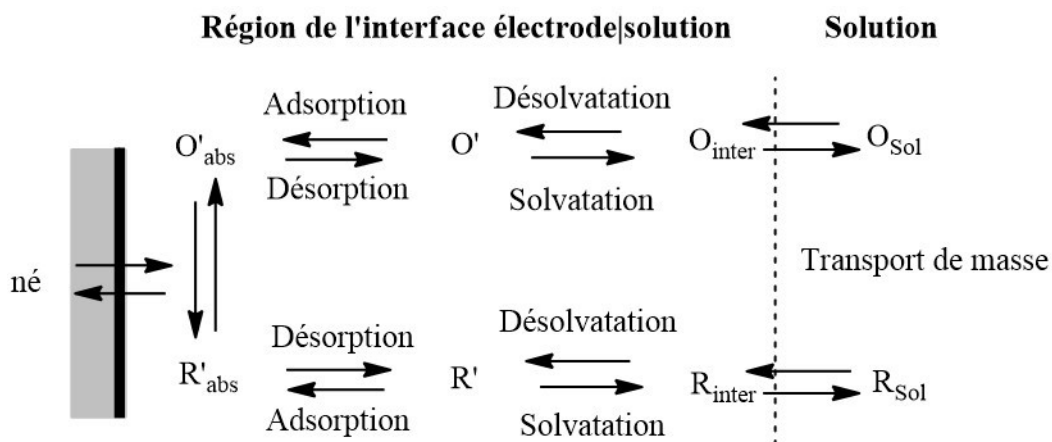 Région de l'interface électrode|solution Solution
Adsorption Désolvatation
O'abs O' Ointer OSol
Désorption Solvatation
né Transport de masse
Désorption Désolvatation
R'abs R' Rinter RSol
Adsorption Solvatation